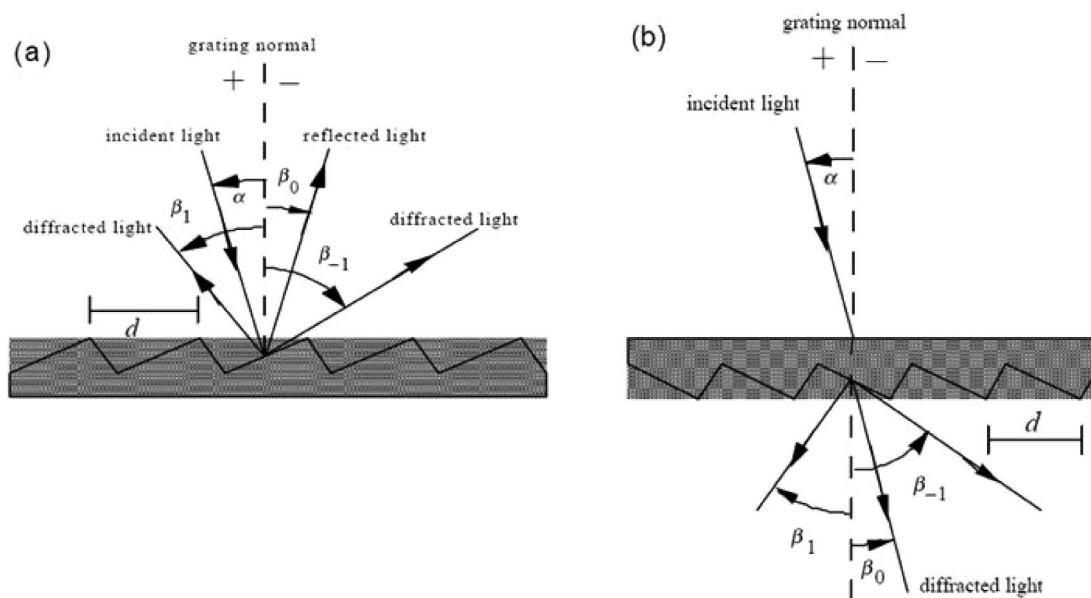 (a)
grating normal
+ −
incident light
reflected light
α
β0
β1
diffracted light
diffracted light
β−1
d
(b)
grating normal
+ −
incident light
α
d
β−1
β1
β0
diffracted light